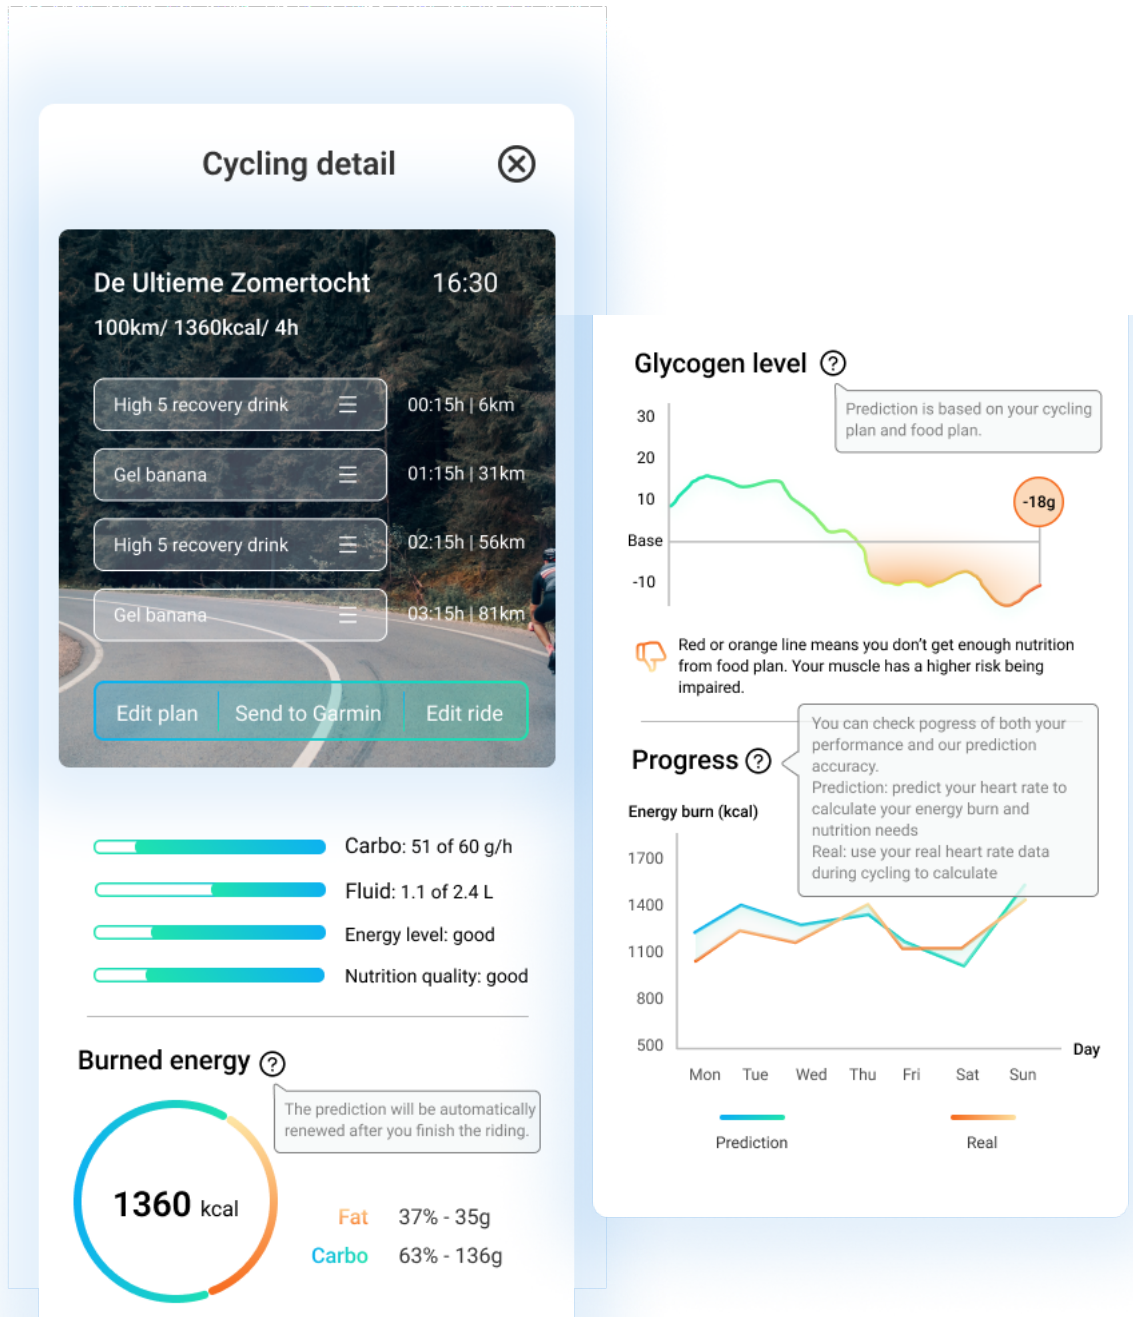 Cycling detail
De Ultieme Zomertocht 16:30
100km/ 1360kcal/ 4h
High 5 recovery drink 00:15h | 6km
Gel banana 01:15h | 31km
High 5 recovery drink 02:15h | 56km
Gel banana 03:15h | 81km
Edit plan Send to Garmin Edit ride
Carbo: 51 of 60 g/h
Fluid: 1.1 of 2.4 L
Energy level: good
Nutrition quality: good
Burned energy ?
The prediction will be automatically
renewed after you finish the riding.
1360 kcal
Fat 37% - 35g
Carbo 63% - 136g
Glycogen level ?
Prediction is based on your cycling
plan and food plan.
30
20
10
Base
-10
-18g
Red or orange line means you don't get enough nutrition
from food plan. Your muscle has a higher risk being
impaired.
Progress ?
You can check pogress of both your
performance and our prediction
accuracy.
Prediction: predict your heart rate to
calculate your energy burn and
nutrition needs
Real: use your real heart rate data
during cycling to calculate
Energy burn (kcal)
1700
1400
1100
800
500
Day
Mon Tue Wed Thu Fri Sat Sun
Prediction Real